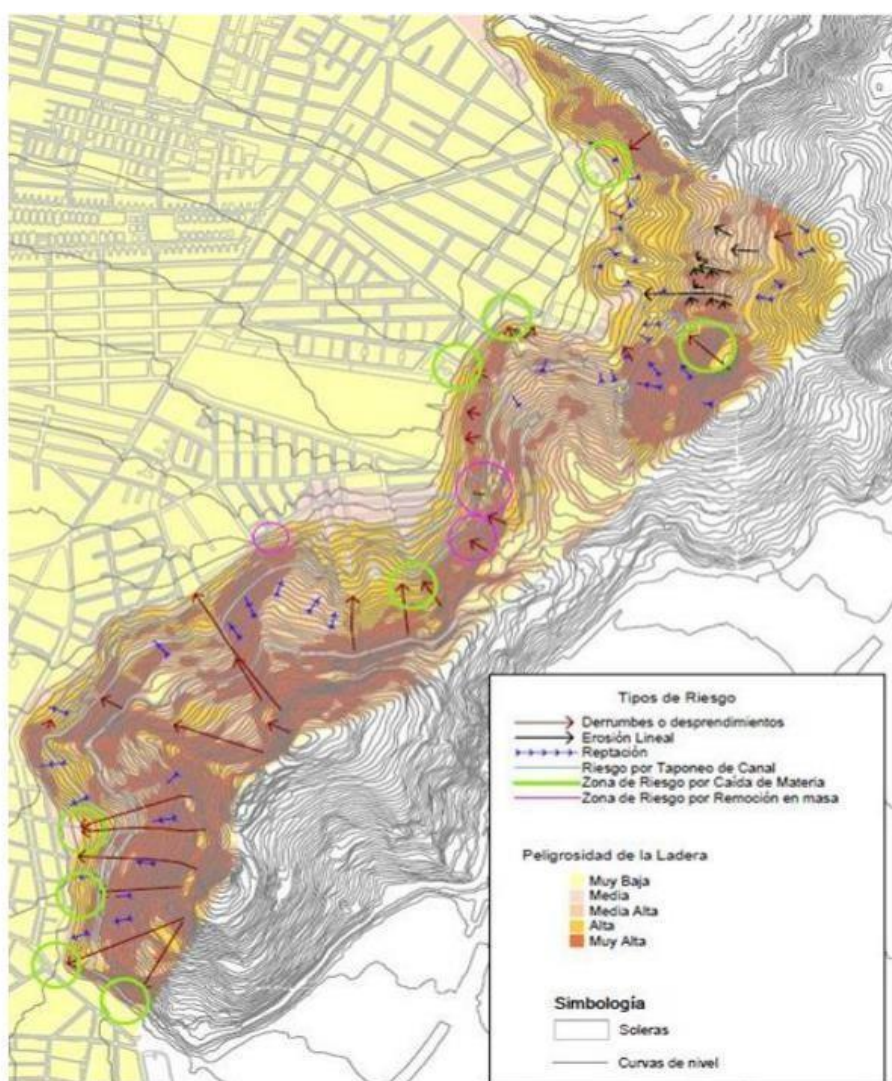 Tipos de Riesgo
Derrumbes o desprendimientos
Erosión Lineal
Reptación
Riesgo por Taponeo de Canal
Zona de Riesgo por Caída de Materia
Zona de Riesgo por Remoción en masa
Peligrosidad de la Ladera
Muy Baja
Media
Media Alta
Alta
Muy Alta
Simbología
Soleras
Curvas de nivel